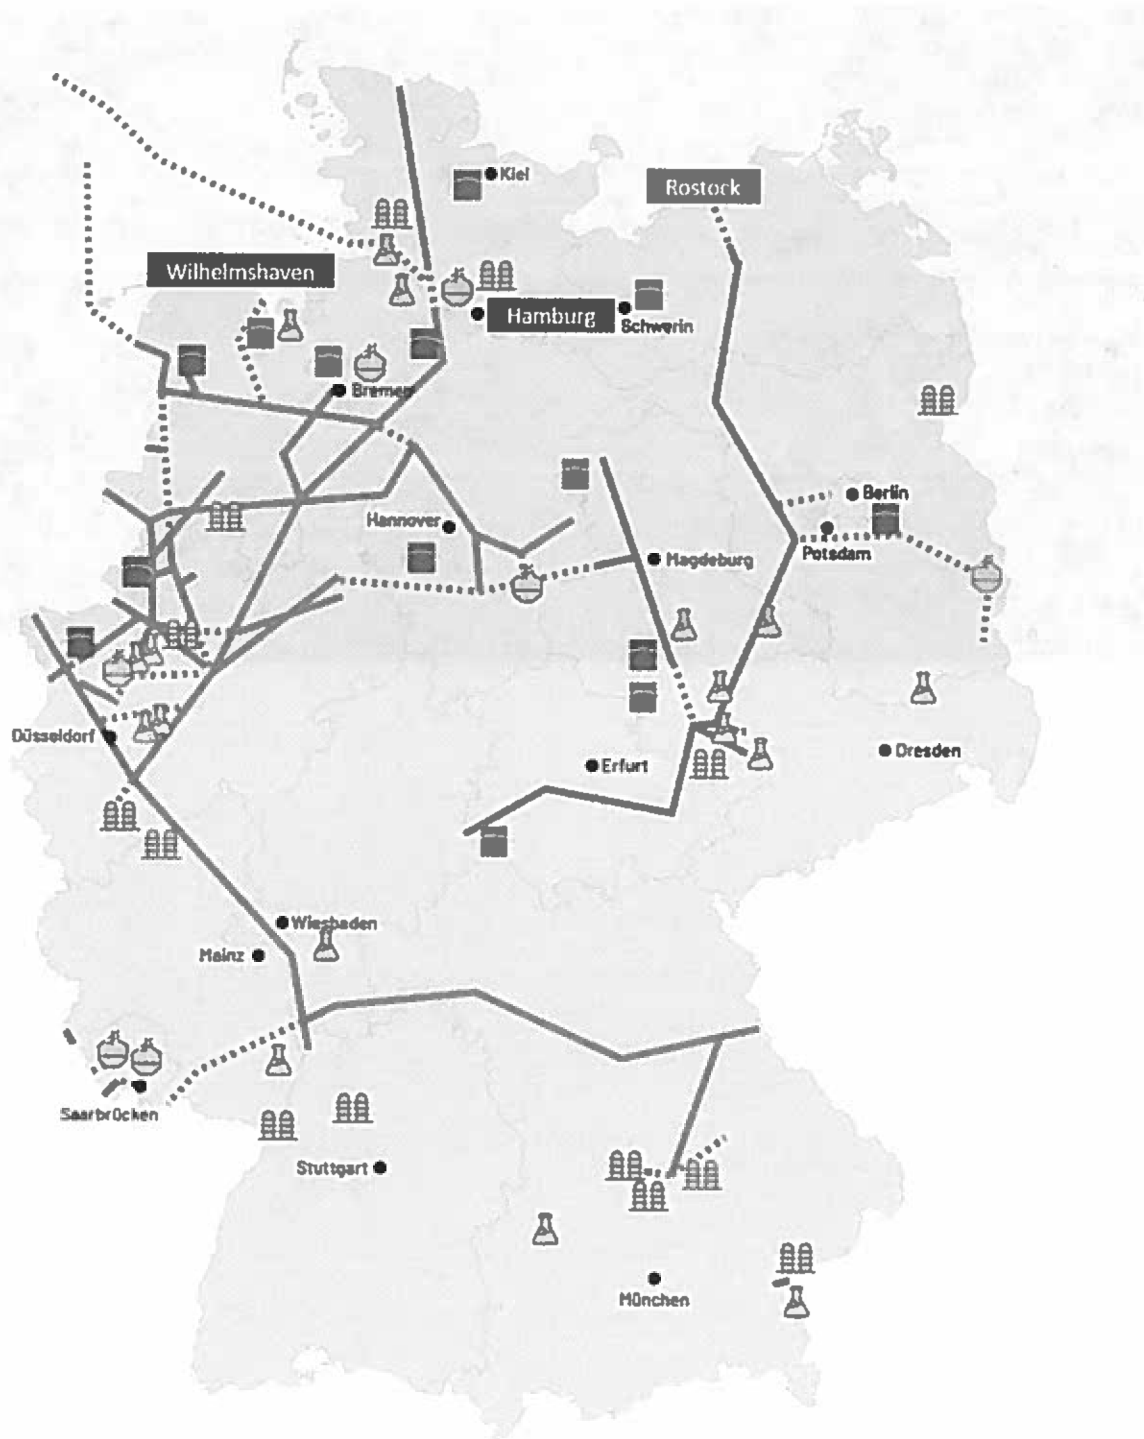 Kiel
Rostock
Wilhelmshaven
Hamburg
Schwerin
Bremen
Berlin
Hannover
Potsdam
Magdeburg
Düsseldorf
Dresden
Erfurt
Wiesbaden
Mainz
Saarbrücken
Stuttgart
München